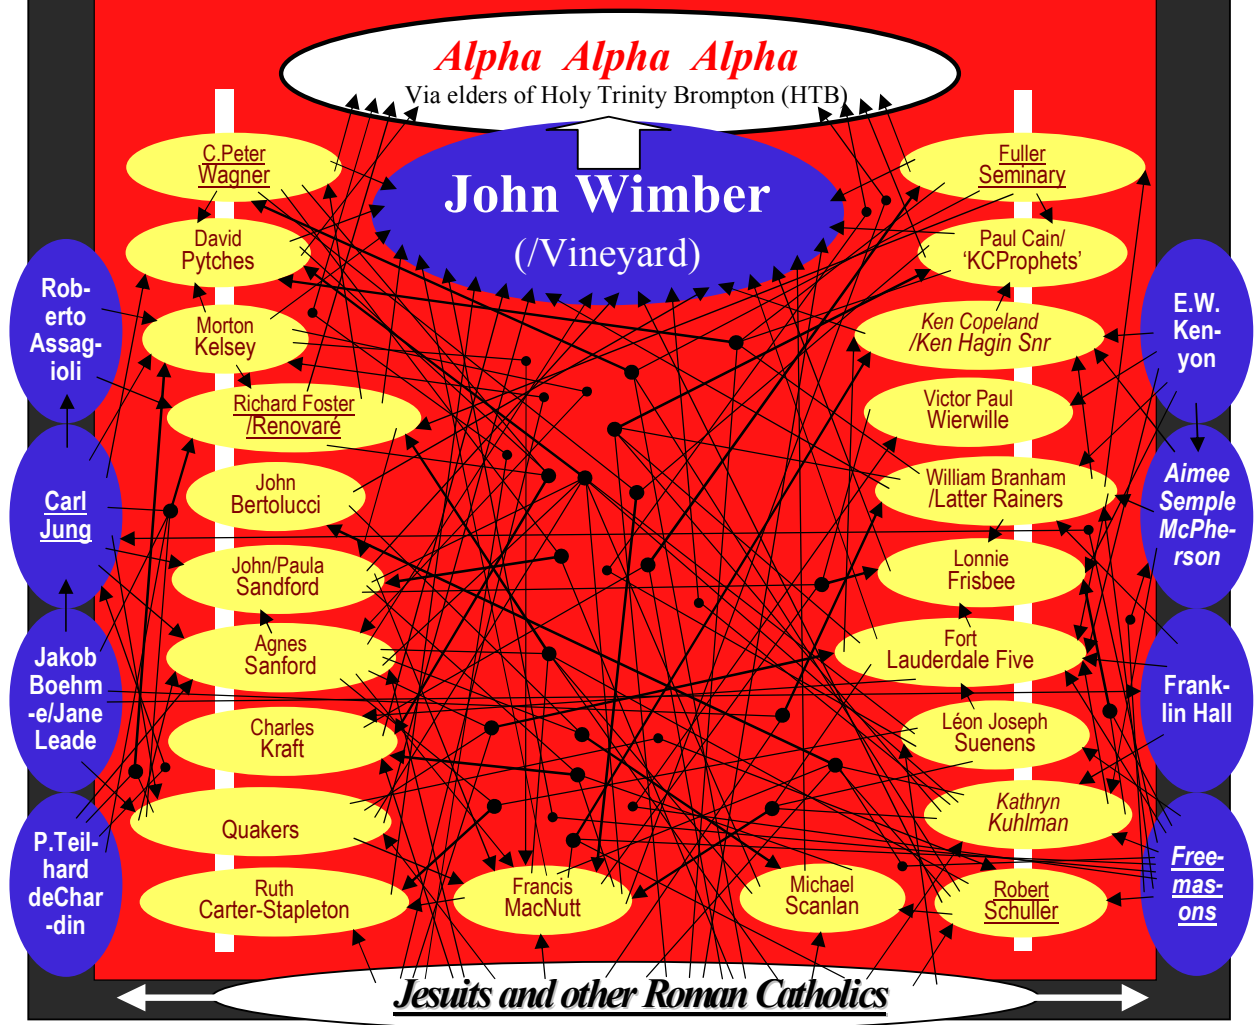 Alpha Alpha Alpha
Via elders of Holy Trinity Brompton (HTB)
John Wimber
(/Vineyard)
C.Peter
Wagner
David
Pytches
Morton
Kelsey
Richard Foster
/Renovaré
John
Bertolucci
John/Paula
Sandford
Agnes
Sanford
Charles
Kraft
Quakers
Ruth
Carter-Stapleton
Francis
MacNutt
Michael
Scanlan
Fuller
Seminary
Paul Cain/
‘KCProphets’
Ken Copeland
/Ken Hagin Snr
Victor Paul
Wierwille
William Branham
/Latter Rainers
Lonnie
Frisbee
Fort
Lauderdale Five
Léon Joseph
Suenens
Kathryn
Kuhlman
Robert
Schuller
Rob-
erto
Assag-
ioli
Carl
Jung
Jakob
Boehm
-e/Jane
Leade
P.Teil-
hard
deChar
-din
E.W.
Ken-
yon
Aimee
Semple
McPhe-
rson
Frank-
lin Hall
Free-
mas-
ons
Jesuits and other Roman Catholics